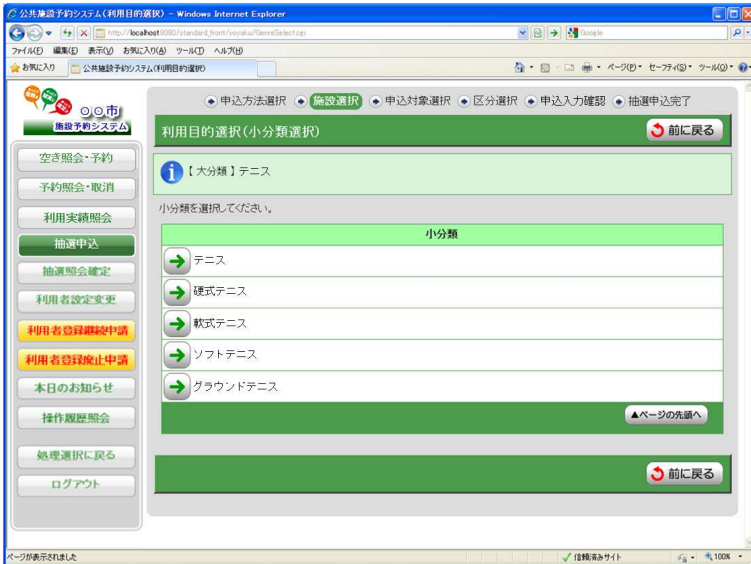 公共施設予約システム(利用目的選択) - Windows Internet Explorer
http://localhost:8080/standard_front/yoyaku/GenreSelect.cgi
Google
ファイル(F) 編集(E) 表示(V) お気に入り(A) ツール(T) ヘルプ(H)
お気に入り 公共施設予約システム(利用目的選択) ページ(P) セーフティ(S) ツール(O)
○○市
施設予約システム
申込方法選択 施設選択 申込対象選択 区分選択 申込入力確認 抽選申込完了
利用目的選択(小分類選択) 前に戻る
空き照会・予約
予約照会・取消
利用実績照会
抽選申込
抽選照会確定
利用者設定変更
利用者登録継続申請
利用者登録廃止申請
本日のお知らせ
操作履歴照会
処理選択に戻る
ログアウト
【大分類】テニス
小分類を選択してください。
小分類
テニス
硬式テニス
軟式テニス
ソフトテニス
グラウンドテニス
▲ページの先頭へ
前に戻る
ページが表示されました 信頼済みサイト 100%